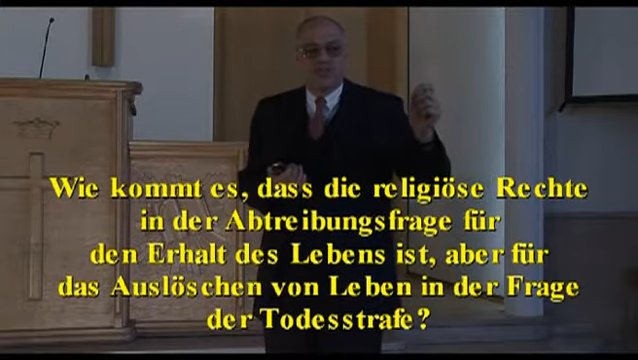 Wie kommt es, dass die religiöse Rechte
in der Abtreibungsfrage für
den Erhalt des Lebens ist, aber für
das Auslöschen von Leben in der Frage
der Todesstrafe?